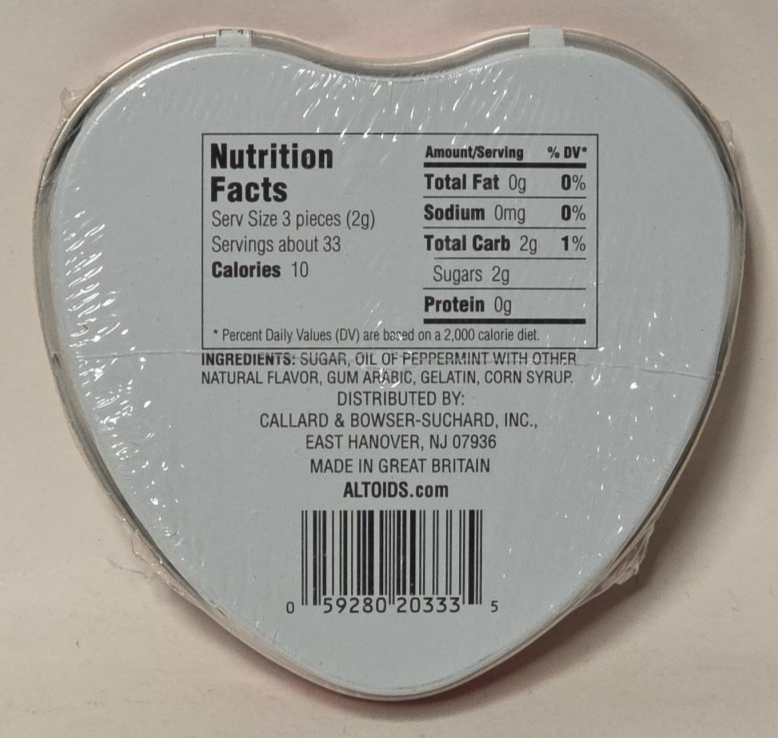 Nutrition
Facts
Serv Size 3 pieces (2g)
Servings about 33
Calories 10
Amount/Serving % DV*
Total Fat 0g 0%
Sodium 0mg 0%
Total Carb 2g 1%
Sugars 2g
Protein 0g
* Percent Daily Values (DV) are based on a 2,000 calorie diet.
INGREDIENTS: SUGAR, OIL OF PEPPERMINT WITH OTHER
NATURAL FLAVOR, GUM ARABIC, GELATIN, CORN SYRUP.
DISTRIBUTED BY:
CALLARD & BOWSER-SUCHARD, INC.,
EAST HANOVER, NJ 07936
MADE IN GREAT BRITAIN
ALTOIDS.com
0 59280 20333 5